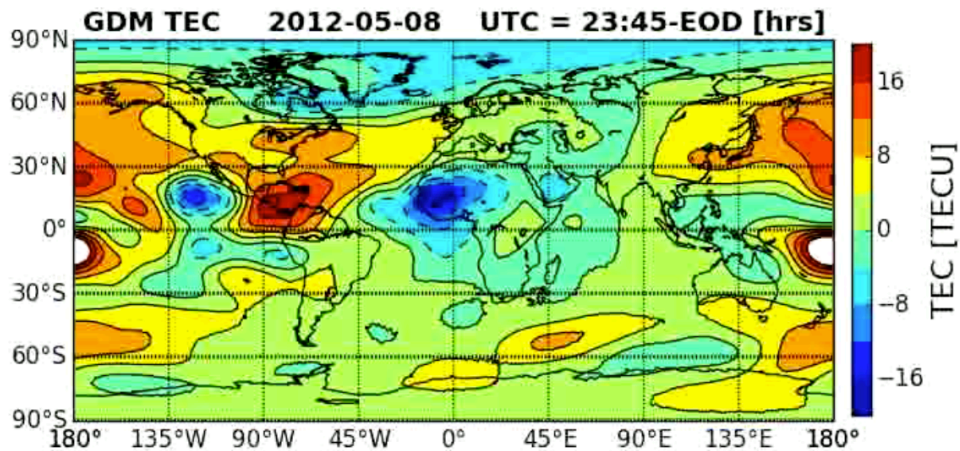 GDM TEC 2012-05-08 UTC = 23:45-EOD [hrs]
90°N
60°N
30°N
0°
30°S
60°S
90°S
180° 135°W 90°W 45°W 0° 45°E 90°E 135°E 180°
16
8
0
−8
−16
TEC [TECU]